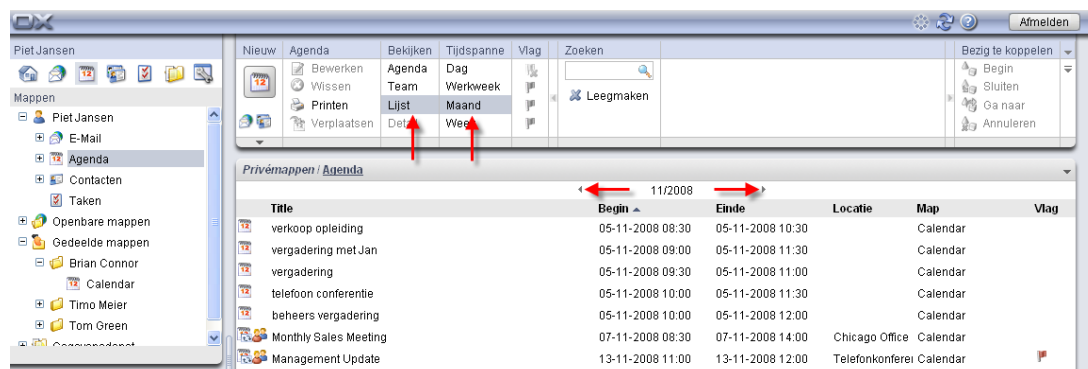 OX
Afmelden
Piet Jansen
Mappen
Piet Jansen
E-Mail
Agenda
Contacten
Taken
Openbare mappen
Gedeelde mappen
Brian Connor
Calendar
Timo Meier
Tom Green
Nieuw Agenda Bekijken Tijdspanne Vlag Zoeken Bezig te koppelen
Bewerken Agenda Dag Begin
Wissen Team Werkweek Sluiten
Printen Lijst Maand Leegmaken Ga naar
Verplaatsen Annuleren
Privémappen / Agenda
11/2008
Title Begin Einde Locatie Map Vlag
verkoop opleiding 05-11-2008 08:30 05-11-2008 10:30 Calendar
vergadering met Jan 05-11-2008 09:00 05-11-2008 11:30 Calendar
vergadering 05-11-2008 09:30 05-11-2008 11:00 Calendar
telefoon conferentie 05-11-2008 10:00 05-11-2008 11:30 Calendar
beheers vergadering 05-11-2008 10:00 05-11-2008 12:00 Calendar
Monthly Sales Meeting 07-11-2008 08:30 07-11-2008 14:00 Chicago Office Calendar
Management Update 13-11-2008 11:00 13-11-2008 12:00 Telefonkonferen Calendar